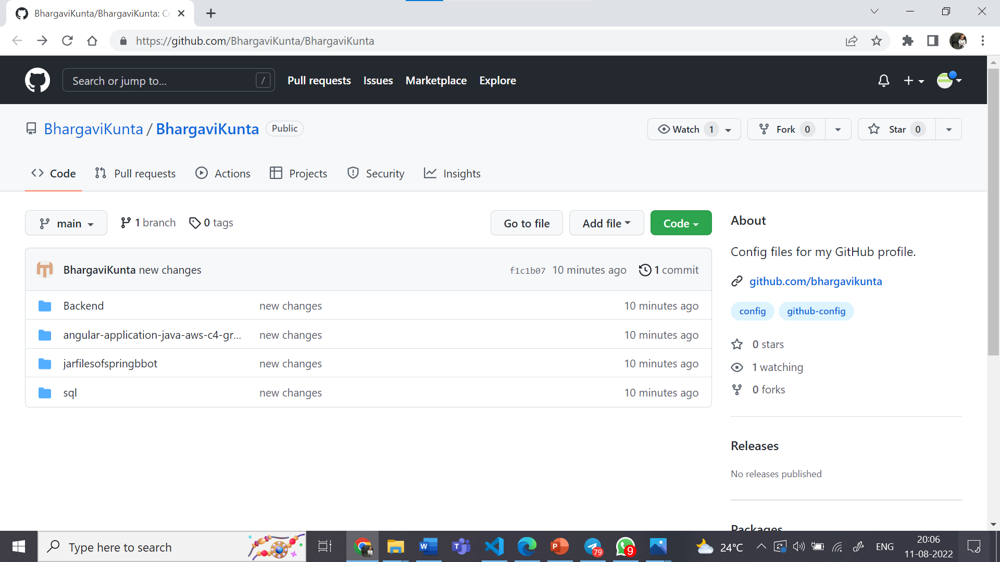 BhargaviKunta/BhargaviKunta: Co
https://github.com/BhargaviKunta/BhargaviKunta
Search or jump to...
/
Pull requests
Issues
Marketplace
Explore
BhargaviKunta / BhargaviKunta
Public
Watch 1
Fork 0
Star 0
Code
Pull requests
Actions
Projects
Security
Insights
main
1 branch
0 tags
Go to file
Add file
Code
BhargaviKunta new changes
f1c1b07 10 minutes ago
1 commit
Backend new changes 10 minutes ago
angular-application-java-aws-c4-gr... new changes 10 minutes ago
jarfilesofspringbbot new changes 10 minutes ago
sql new changes 10 minutes ago
About
Config files for my GitHub profile.
github.com/bhargavikunta
config
github-config
0 stars
1 watching
0 forks
Releases
No releases published
Packages
Type here to search
W
T
P
79
9
24°C
ENG
20:06
11-08-2022